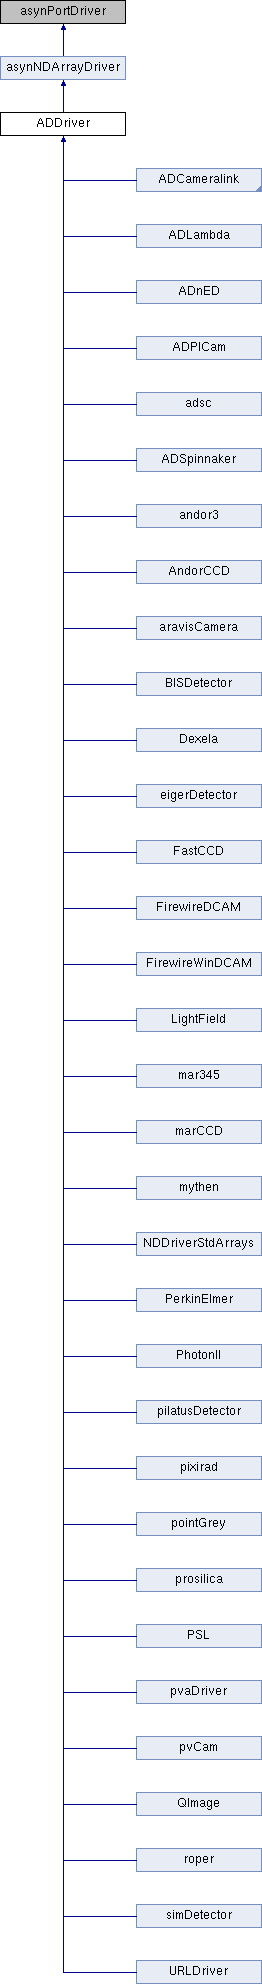 asynPortDriver
asynNDArrayDriver
ADDriver
ADCameralink
ADLambda
ADnED
ADPICam
adsc
ADSpinnaker
andor3
AndorCCD
aravisCamera
BISDetector
Dexela
eigerDetector
FastCCD
FirewireDCAM
FirewireWinDCAM
LightField
mar345
marCCD
mythen
NDDriverStdArrays
PerkinElmer
PhotonII
pilatusDetector
pixirad
pointGrey
prosilica
PSL
pvaDriver
pvCam
QImage
roper
simDetector
URLDriver